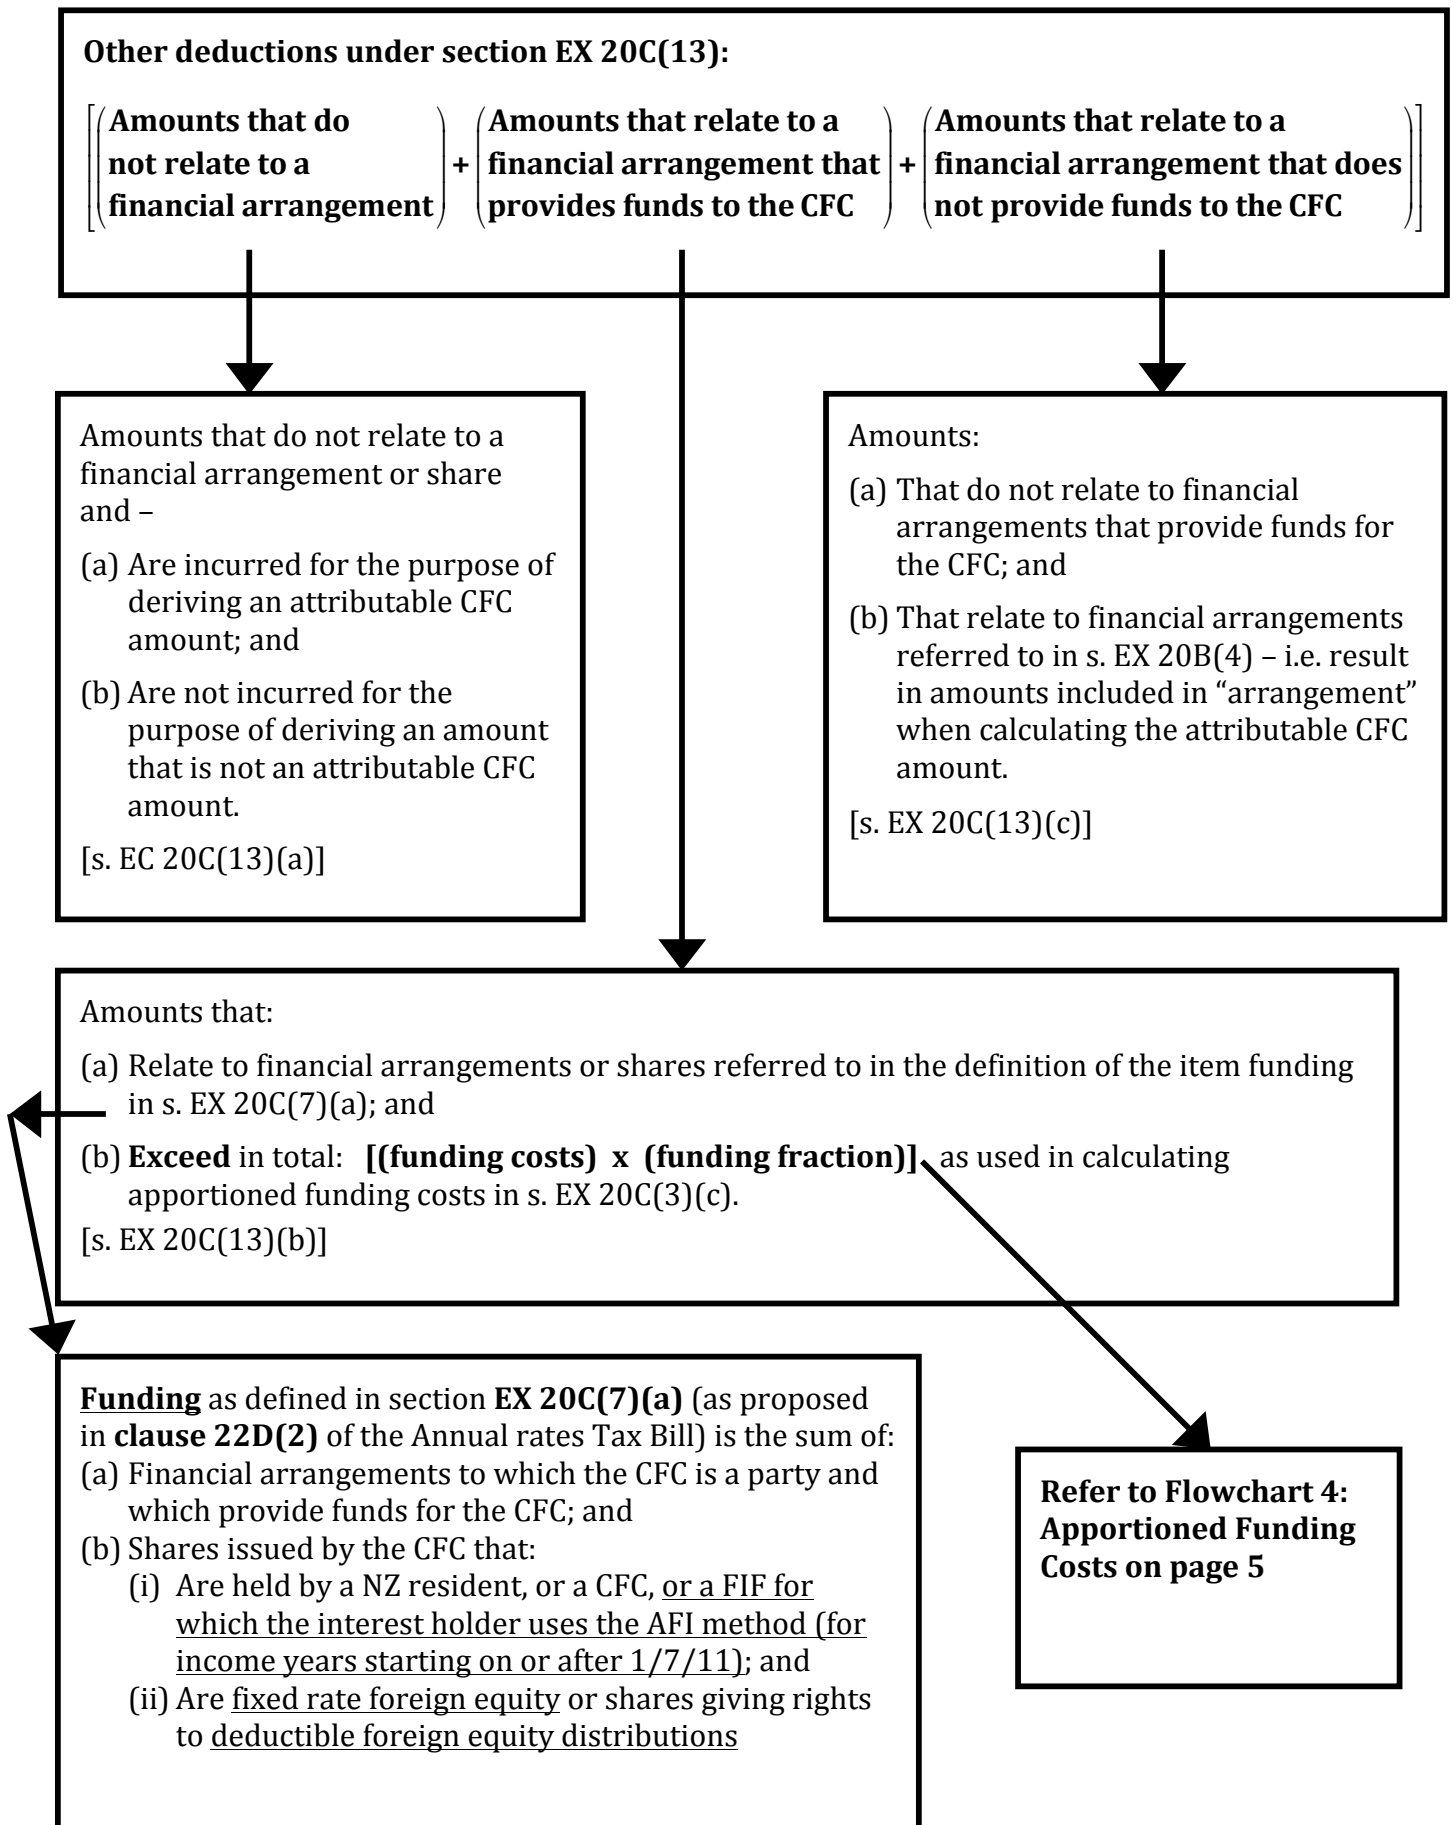 Other deductions under section EX 20C(13):
Amounts that do
not relate to a
financial arrangement
+
Amounts that relate to a
financial arrangement that
provides funds to the CFC
+
Amounts that relate to a
financial arrangement that does
not provide funds to the CFC
Amounts that do not relate to a
financial arrangement or share
and –
(a) Are incurred for the purpose of
deriving an attributable CFC
amount; and
(b) Are not incurred for the
purpose of deriving an amount
that is not an attributable CFC
amount.
[s. EC 20C(13)(a)]
Amounts:
(a) That do not relate to financial
arrangements that provide funds for
the CFC; and
(b) That relate to financial arrangements
referred to in s. EX 20B(4) – i.e. result
in amounts included in “arrangement”
when calculating the attributable CFC
amount.
[s. EX 20C(13)(c)]
Amounts that:
(a) Relate to financial arrangements or shares referred to in the definition of the item funding
in s. EX 20C(7)(a); and
(b) Exceed in total: [(funding costs) x (funding fraction)] as used in calculating
apportioned funding costs in s. EX 20C(3)(c).
[s. EX 20C(13)(b)]
Funding as defined in section EX 20C(7)(a) (as proposed
in clause 22D(2) of the Annual rates Tax Bill) is the sum of:
(a) Financial arrangements to which the CFC is a party and
which provide funds for the CFC; and
(b) Shares issued by the CFC that:
(i) Are held by a NZ resident, or a CFC, or a FIF for
which the interest holder uses the AFI method (for
income years starting on or after 1/7/11); and
(ii) Are fixed rate foreign equity or shares giving rights
to deductible foreign equity distributions
Refer to Flowchart 4:
Apportioned Funding
Costs on page 5